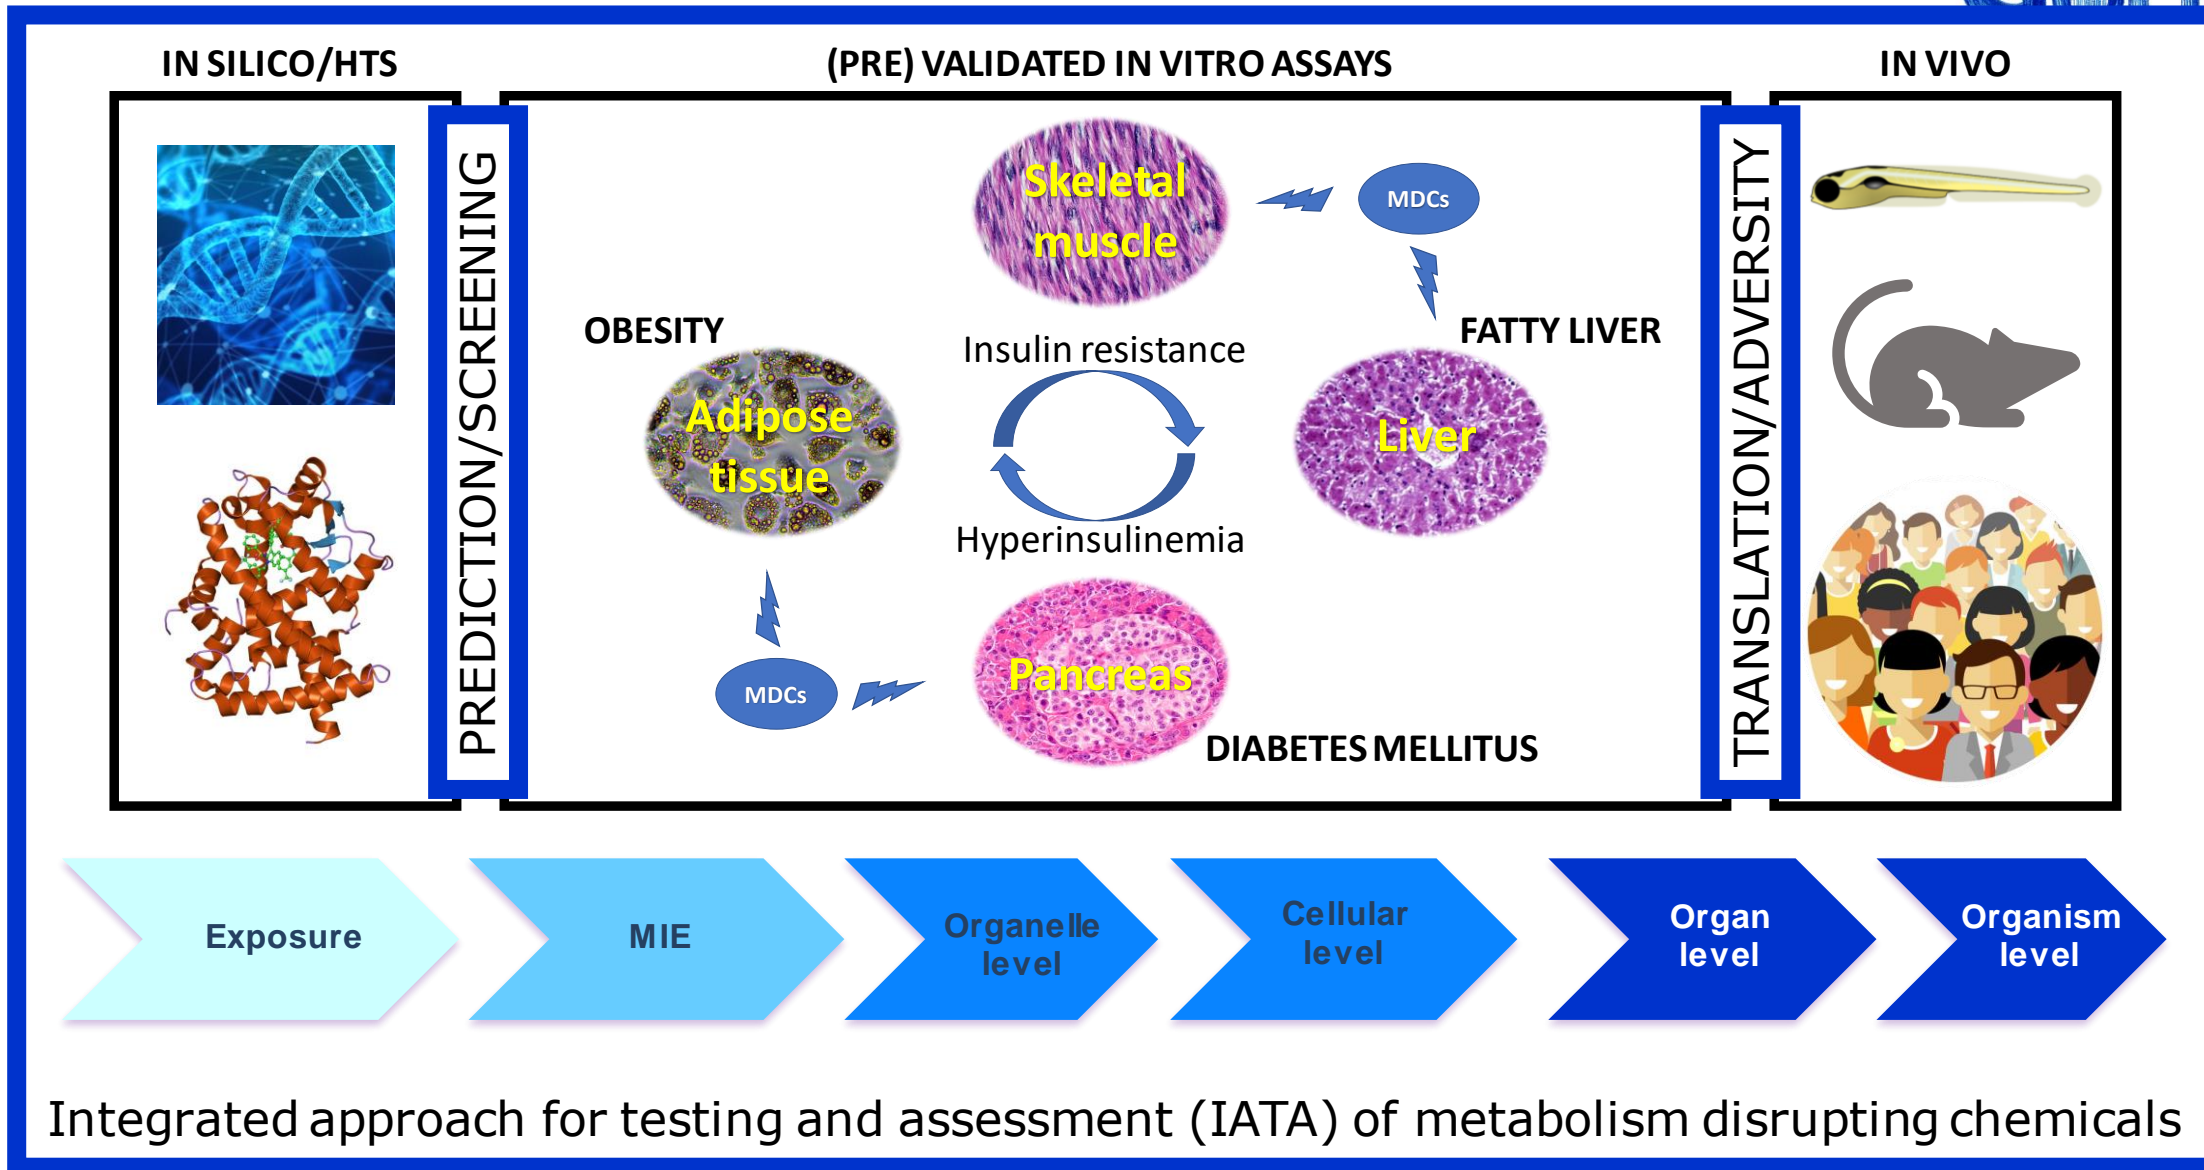 IN SILICO/HTS
(PRE) VALIDATED IN VITRO ASSAYS
IN VIVO
PREDICTION/SCREENING
Skeletal
muscle
MDCs
OBESITY
FATTY LIVER
Insulin resistance
Adipose
tissue
Liver
Hyperinsulinemia
MDCs
Pancreas
DIABETES MELLITUS
TRANSLATION/ADVERSITY
Exposure
MIE
Organelle
level
Cellular
level
Organ
level
Organism
level
Integrated approach for testing and assessment (IATA) of metabolism disrupting chemicals